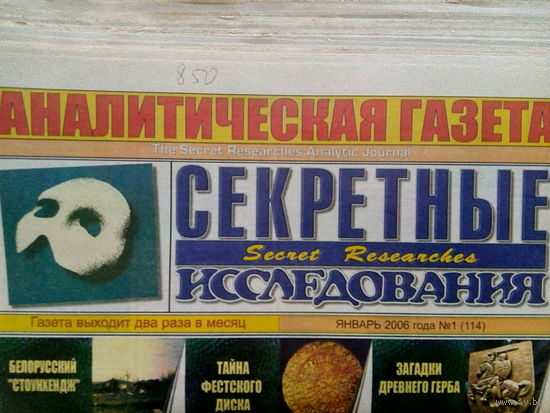 850
АНАЛИТИЧЕСКАЯ ГАЗЕТА
The Secret Researches Analytic Journal
СЕКРЕТНЫЕ
Secret Researches
ИССЛЕДОВАНИЯ
Газета выходит два раза в месяц
ЯНВАРЬ 2006 года №1 (114)
БЕЛОРУССКИЙ
"СТОУНХЕНДЖ"
ТАЙНА
ФЕСТСКОГО
ДИСКА
ЗАГАДКИ
ДРЕВНЕГО ГЕРБА